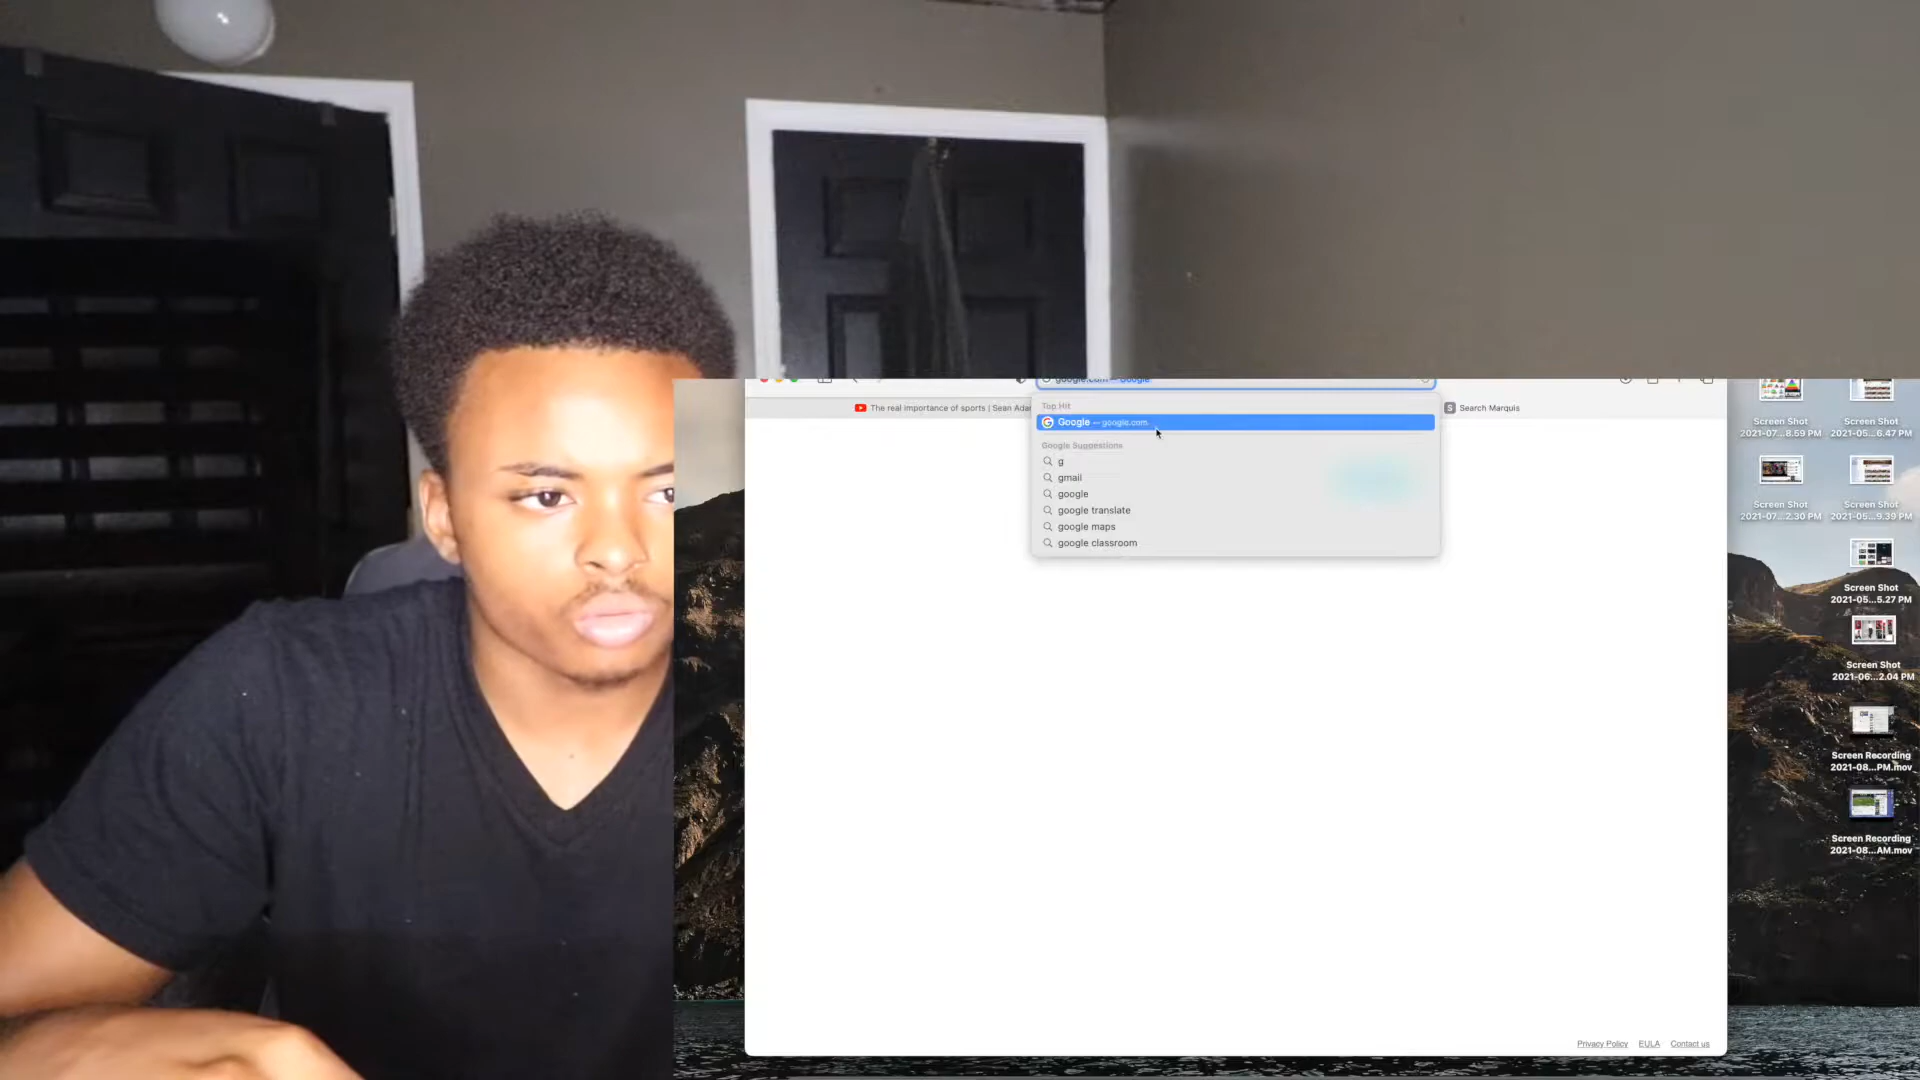 google.com — Google
The real importance of sports | Sean Adam
Search Marquis
Top Hit
Google — google.com
Google Suggestions
g
gmail
google
google translate
google maps
google classroom
Screen Shot
2021-07...8.59 PM
Screen Shot
2021-05...6.47 PM
2021-07...2.30 PM
Screen Shot
2021-05...9.39 PM
Screen Shot
2021-05...5.27 PM
Screen Shot
2021-06...2.04 PM
Screen Recording
2021-08...PM.mov
Screen Recording
2021-08...AM.mov
Privacy Policy
EULA
Contact us